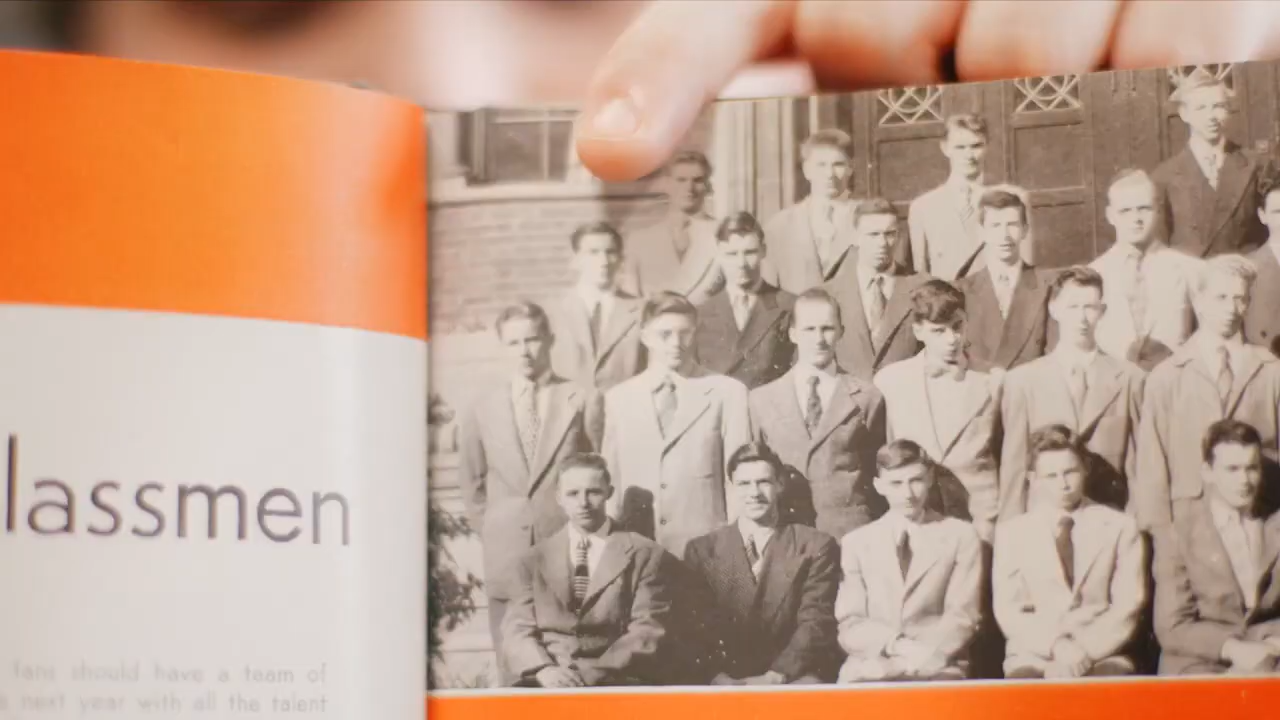 lassmen
fans should have a team of
next year with all the talent